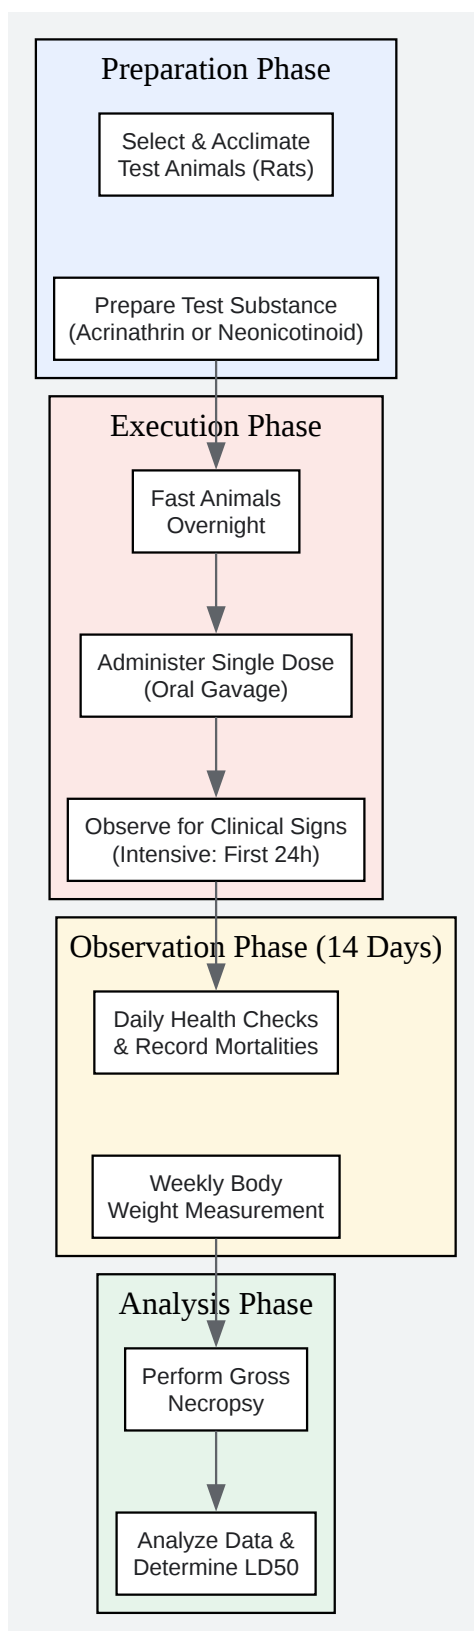 Preparation Phase
Select & Acclimate
Test Animals (Rats)
Prepare Test Substance
(Acrinathrin or Neonicotinoid)
Execution Phase
Fast Animals
Overnight
Administer Single Dose
(Oral Gavage)
Observe for Clinical Signs
(Intensive: First 24h)
Observation Phase (14 Days)
Daily Health Checks
& Record Mortalities
Weekly Body
Weight Measurement
Analysis Phase
Perform Gross
Necropsy
Analyze Data &
Determine LD50